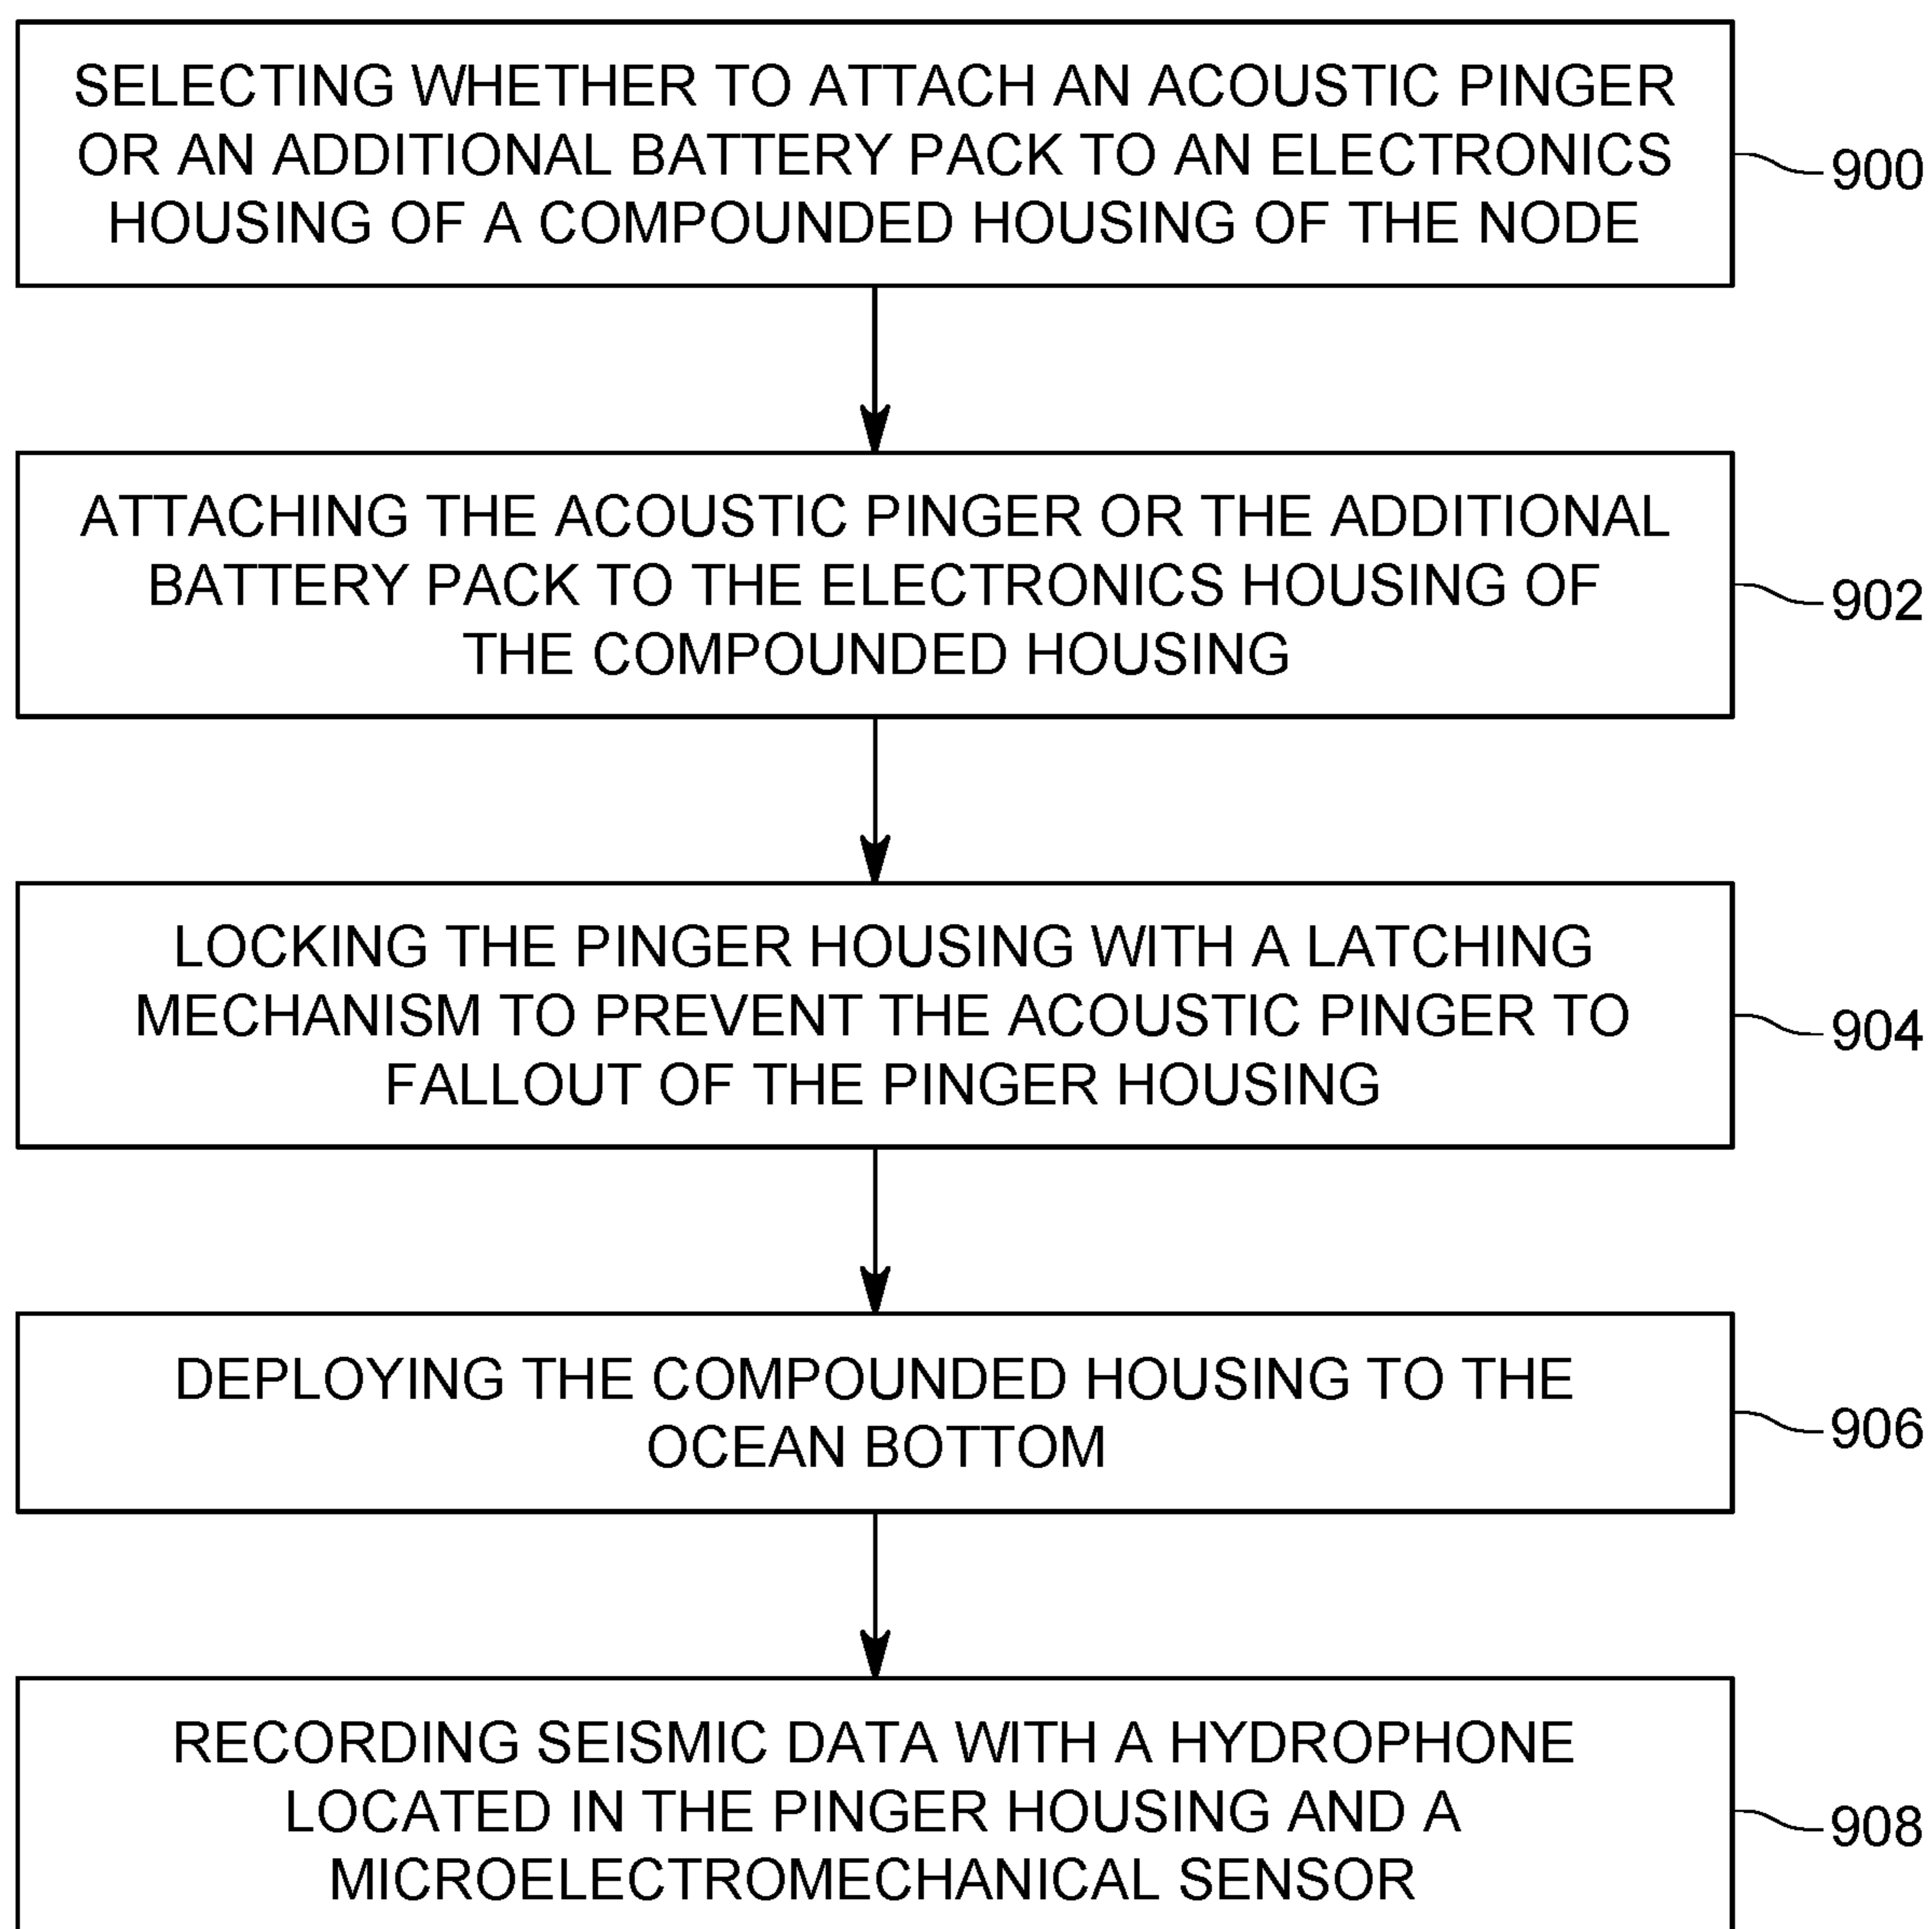 SELECTING WHETHER TO ATTACH AN ACOUSTIC PINGER
OR AN ADDITIONAL BATTERY PACK TO AN ELECTRONICS
HOUSING OF A COMPOUNDED HOUSING OF THE NODE
900
ATTACHING THE ACOUSTIC PINGER OR THE ADDITIONAL
BATTERY PACK TO THE ELECTRONICS HOUSING OF
THE COMPOUNDED HOUSING
902
LOCKING THE PINGER HOUSING WITH A LATCHING
MECHANISM TO PREVENT THE ACOUSTIC PINGER TO
FALLOUT OF THE PINGER HOUSING
904
DEPLOYING THE COMPOUNDED HOUSING TO THE
OCEAN BOTTOM
906
RECORDING SEISMIC DATA WITH A HYDROPHONE
LOCATED IN THE PINGER HOUSING AND A
MICROELECTROMECHANICAL SENSOR
908